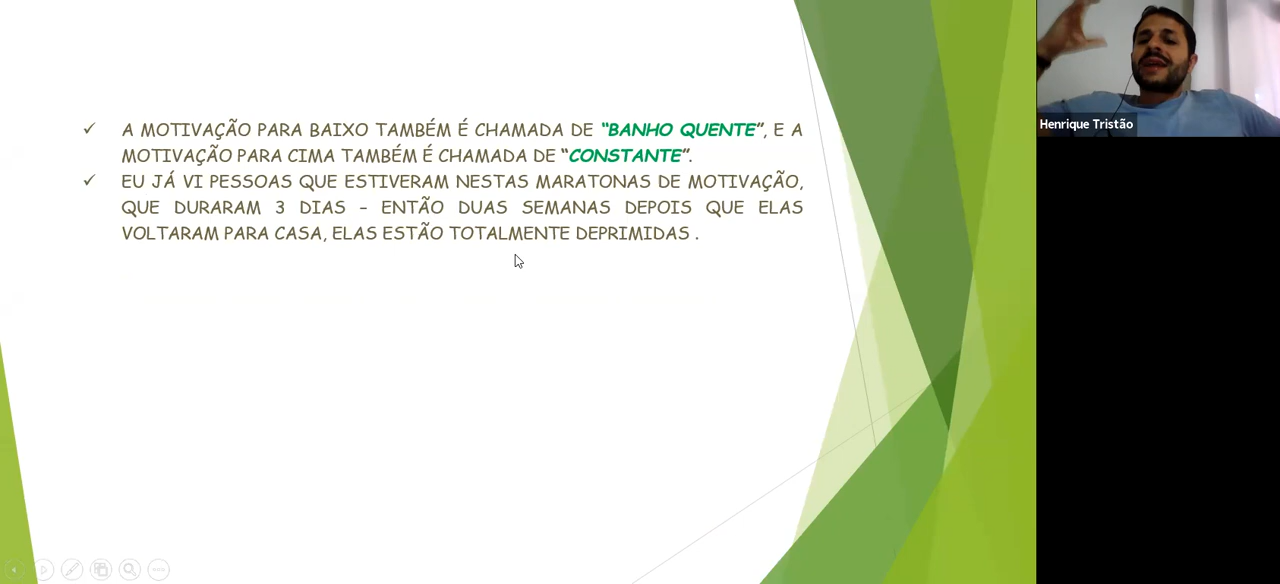 A MOTIVAÇÃO PARA BAIXO TAMBÉM É CHAMADA DE “BANHO QUENTE”, E A
MOTIVAÇÃO PARA CIMA TAMBÉM É CHAMADA DE “CONSTANTE”.
EU JÁ VI PESSOAS QUE ESTIVERAM NESTAS MARATONAS DE MOTIVAÇÃO,
QUE DURARAM 3 DIAS – ENTÃO DUAS SEMANAS DEPOIS QUE ELAS
VOLTARAM PARA CASA, ELAS ESTÃO TOTALMENTE DEPRIMIDAS .
Henrique Tristão